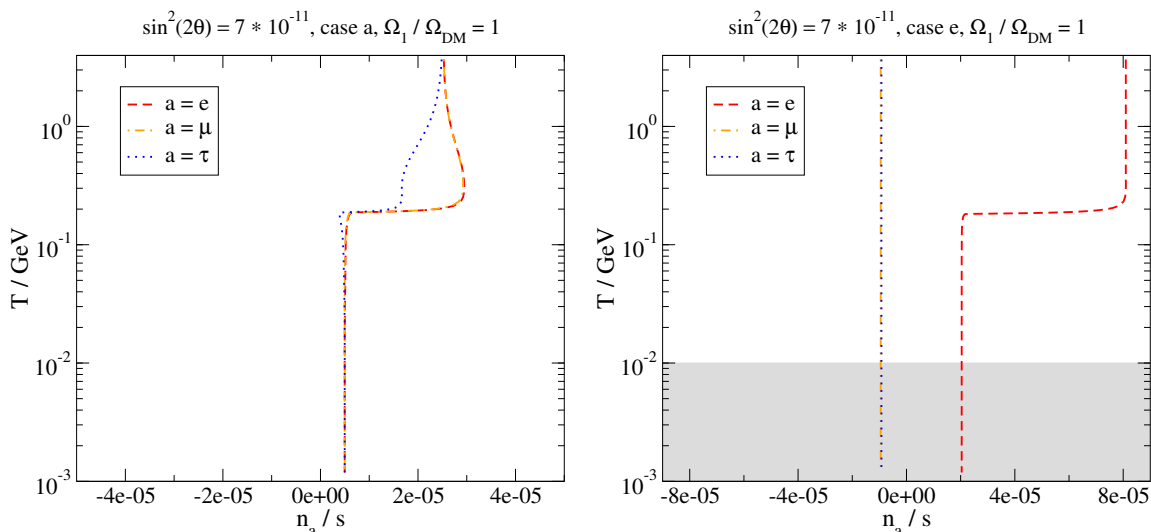 sin²(2θ) = 7 * 10⁻¹¹, case a, Ω₁ / Ω_DM = 1
a = e
a = μ
a = τ
10⁰
10⁻¹
10⁻²
10⁻³
T / GeV
-4e-05 -2e-05 0e+00 2e-05 4e-05
n_a / s
sin²(2θ) = 7 * 10⁻¹¹, case e, Ω₁ / Ω_DM = 1
a = e
a = μ
a = τ
10⁰
10⁻¹
10⁻²
10⁻³
T / GeV
-8e-05 -4e-05 0e+00 4e-05 8e-05
n_a / s